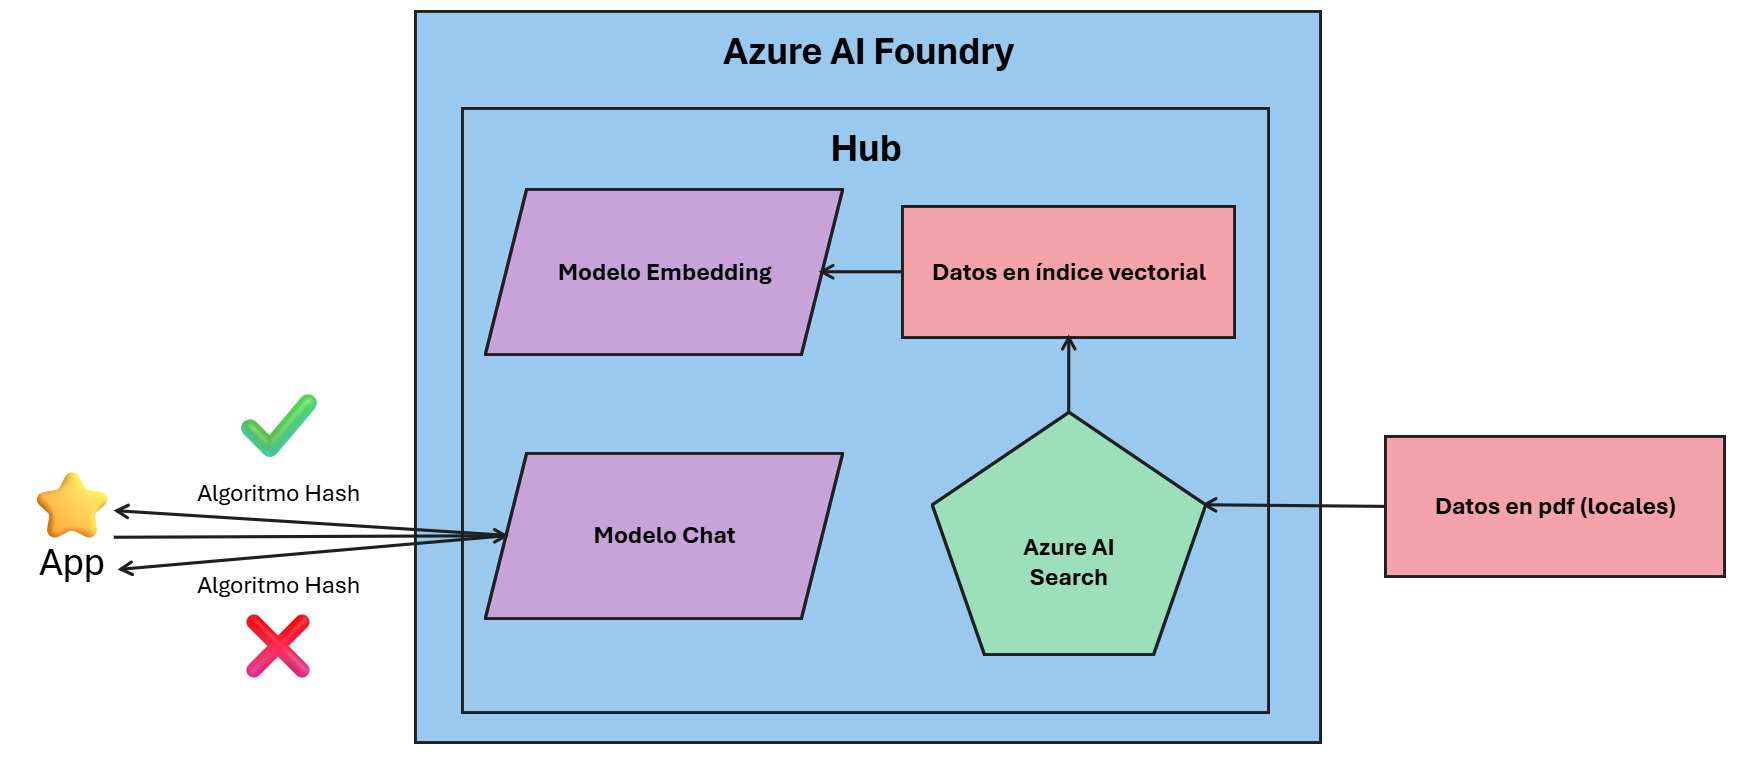 Azure AI Foundry
Hub
Modelo Embedding
Datos en índice vectorial
Algoritmo Hash
App
Algoritmo Hash
Modelo Chat
Azure AI
Search
Datos en pdf (locales)